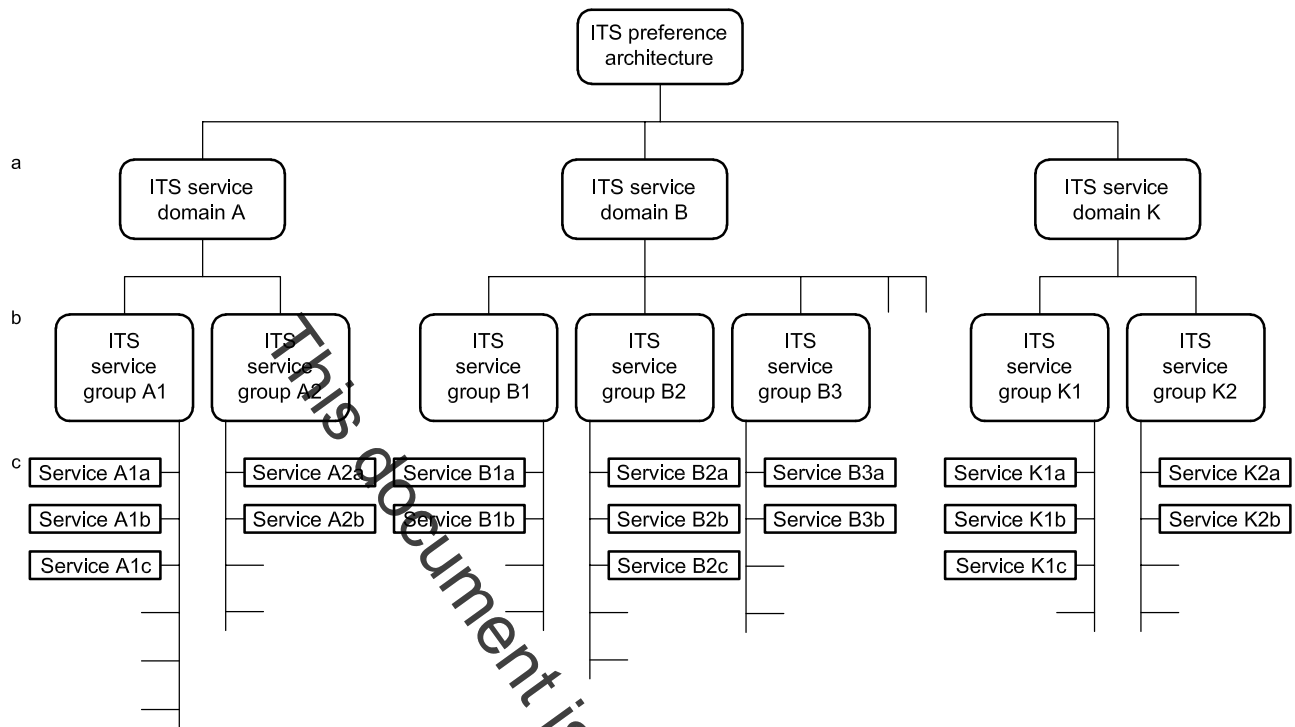 ITS preference
architecture
a
ITS service
domain A
ITS service
domain B
ITS service
domain K
b
ITS
service
group A1
ITS
service
group A2
ITS
service
group B1
ITS
service
group B2
ITS
service
group B3
ITS
service
group K1
ITS
service
group K2
c
Service A1a
Service A2a
Service B1a
Service B2a
Service B3a
Service K1a
Service K2a
Service A1b
Service A2b
Service B1b
Service B2b
Service B3b
Service K1b
Service K2b
Service A1c
Service B2c
Service K1c
This document is